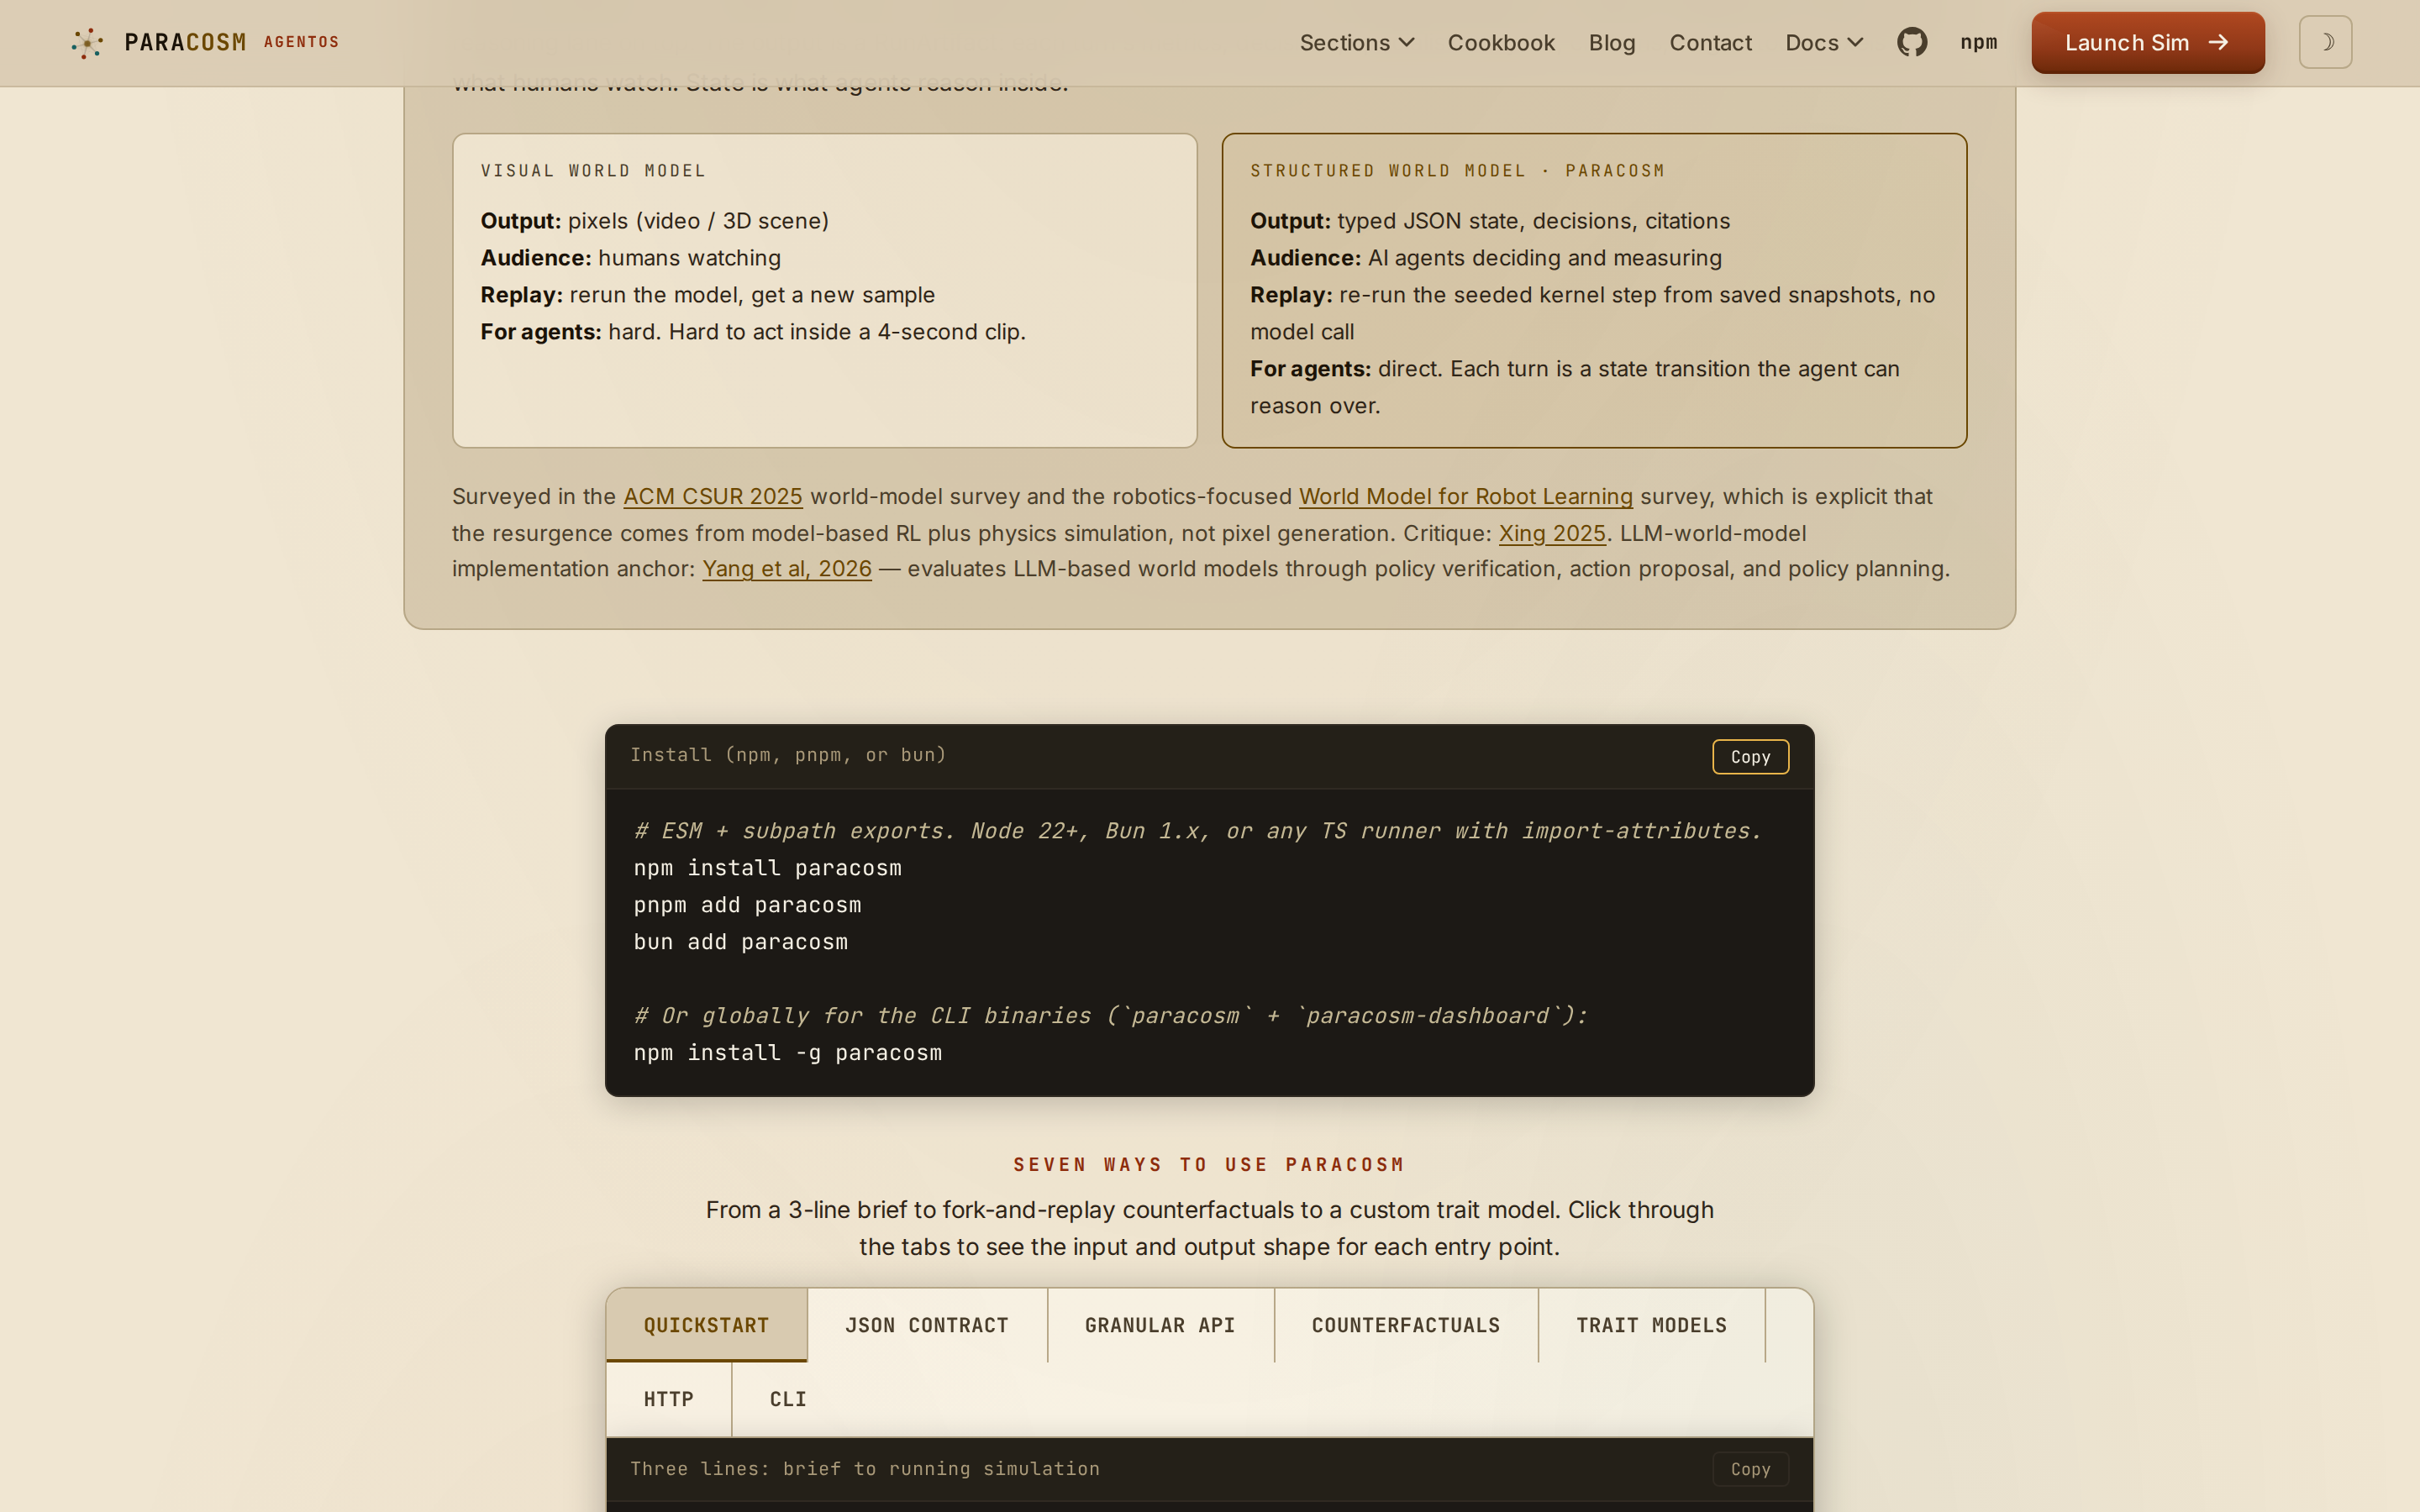 PARACOSM AGENTOS
Sections
Cookbook
Blog
Contact
Docs
npm
Launch Sim →
what humans watch. State is what agents reason inside.
VISUAL WORLD MODEL
Output: pixels (video / 3D scene)
Audience: humans watching
Replay: rerun the model, get a new sample
For agents: hard. Hard to act inside a 4-second clip.
STRUCTURED WORLD MODEL · PARACOSM
Output: typed JSON state, decisions, citations
Audience: AI agents deciding and measuring
Replay: re-run the seeded kernel step from saved snapshots, no
model call
For agents: direct. Each turn is a state transition the agent can
reason over.
Surveyed in the ACM CSUR 2025 world-model survey and the robotics-focused World Model for Robot Learning survey, which is explicit that
the resurgence comes from model-based RL plus physics simulation, not pixel generation. Critique: Xing 2025. LLM-world-model
implementation anchor: Yang et al, 2026 — evaluates LLM-based world models through policy verification, action proposal, and policy planning.
Install (npm, pnpm, or bun)
Copy
# ESM + subpath exports. Node 22+, Bun 1.x, or any TS runner with import-attributes.
npm install paracosm
pnpm add paracosm
bun add paracosm
# Or globally for the CLI binaries (`paracosm` + `paracosm-dashboard`):
npm install -g paracosm
SEVEN WAYS TO USE PARACOSM
From a 3-line brief to fork-and-replay counterfactuals to a custom trait model. Click through
the tabs to see the input and output shape for each entry point.
QUICKSTART
JSON CONTRACT
GRANULAR API
COUNTERFACTUALS
TRAIT MODELS
HTTP
CLI
Three lines: brief to running simulation
Copy